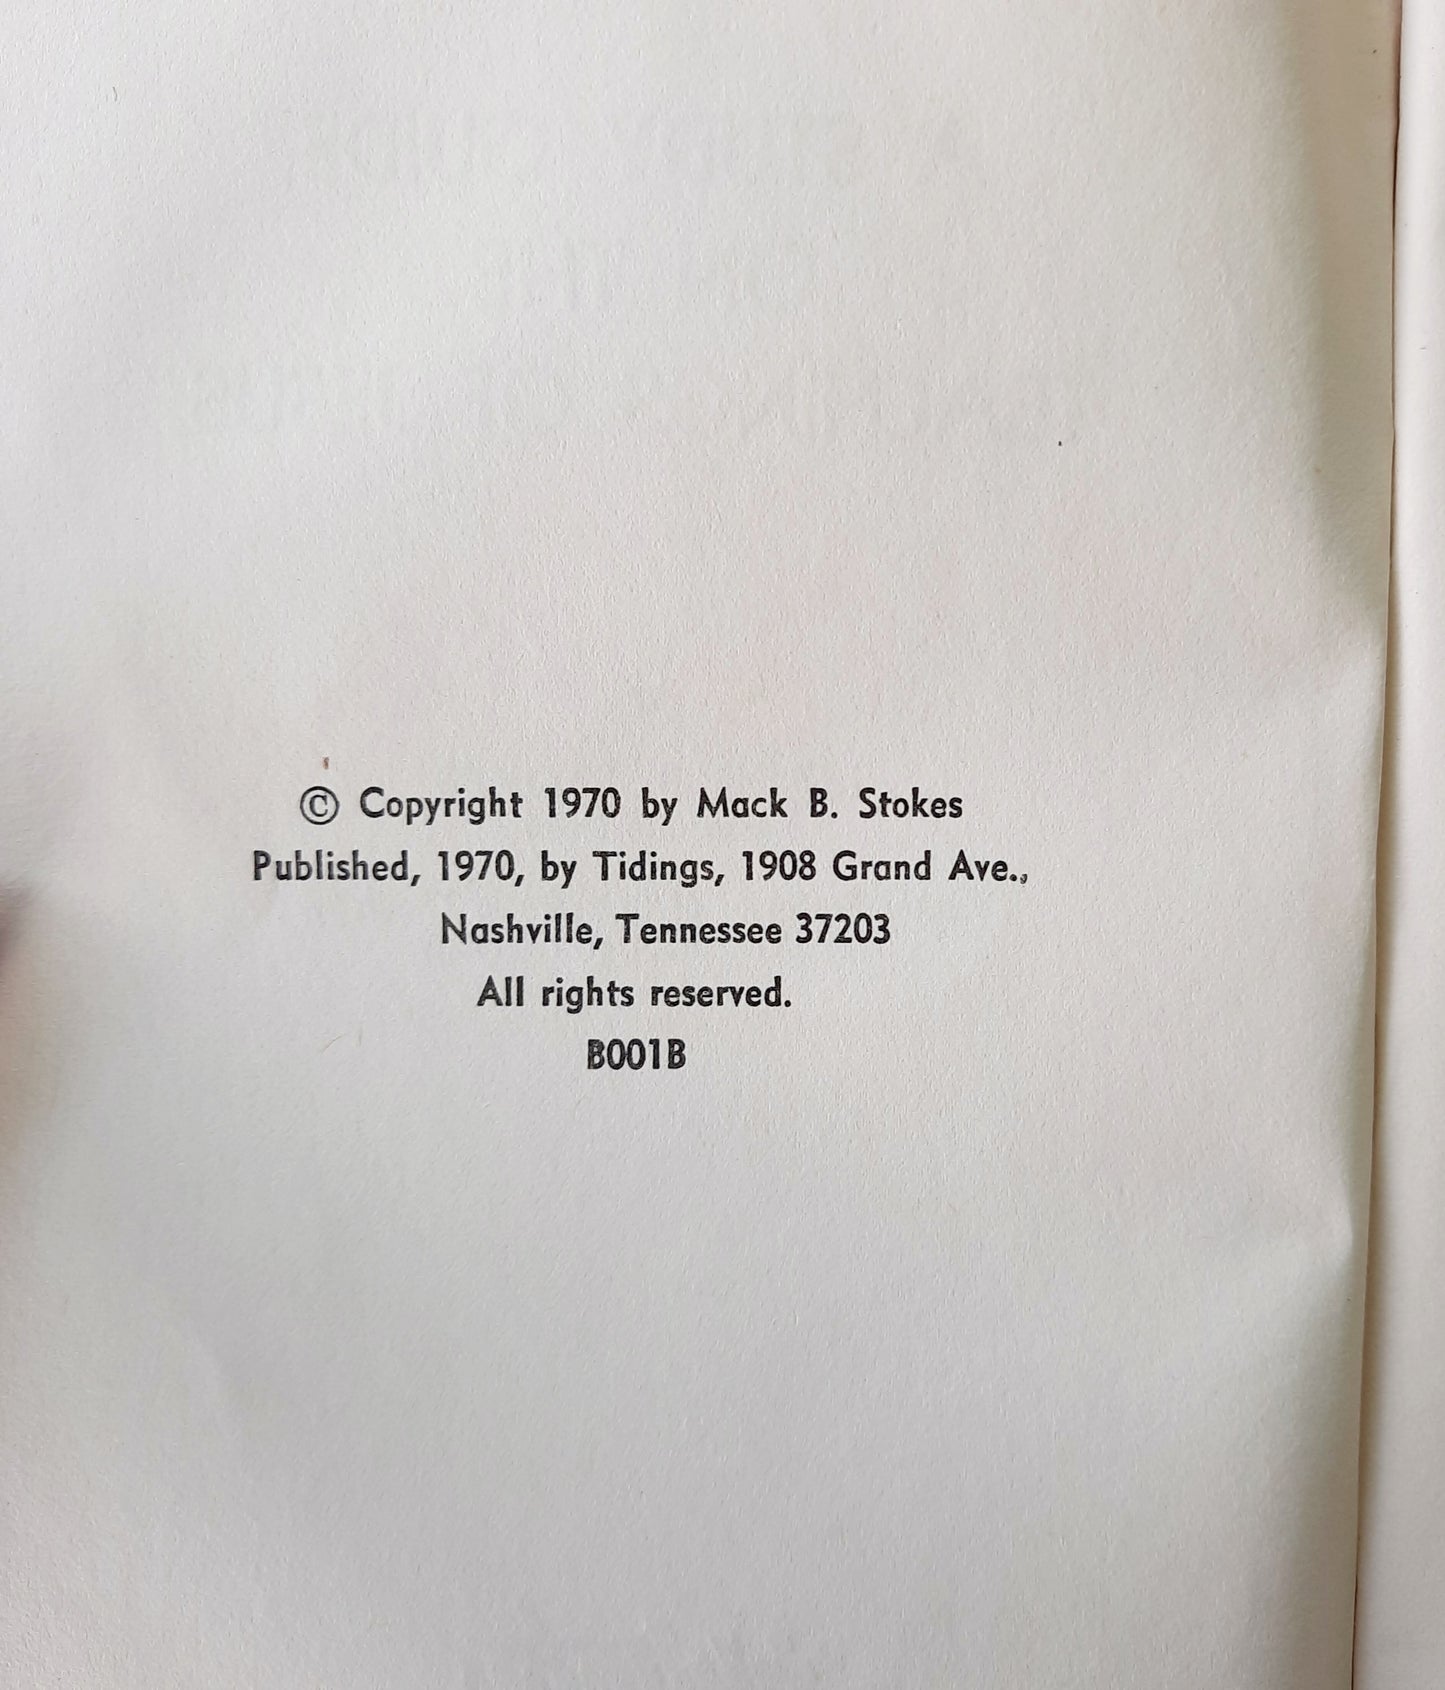 © Copyright 1970 by Mack B. Stokes
Published, 1970, by Tidings, 1908 Grand Ave.,
Nashville, Tennessee 37203
All rights reserved.
B001B